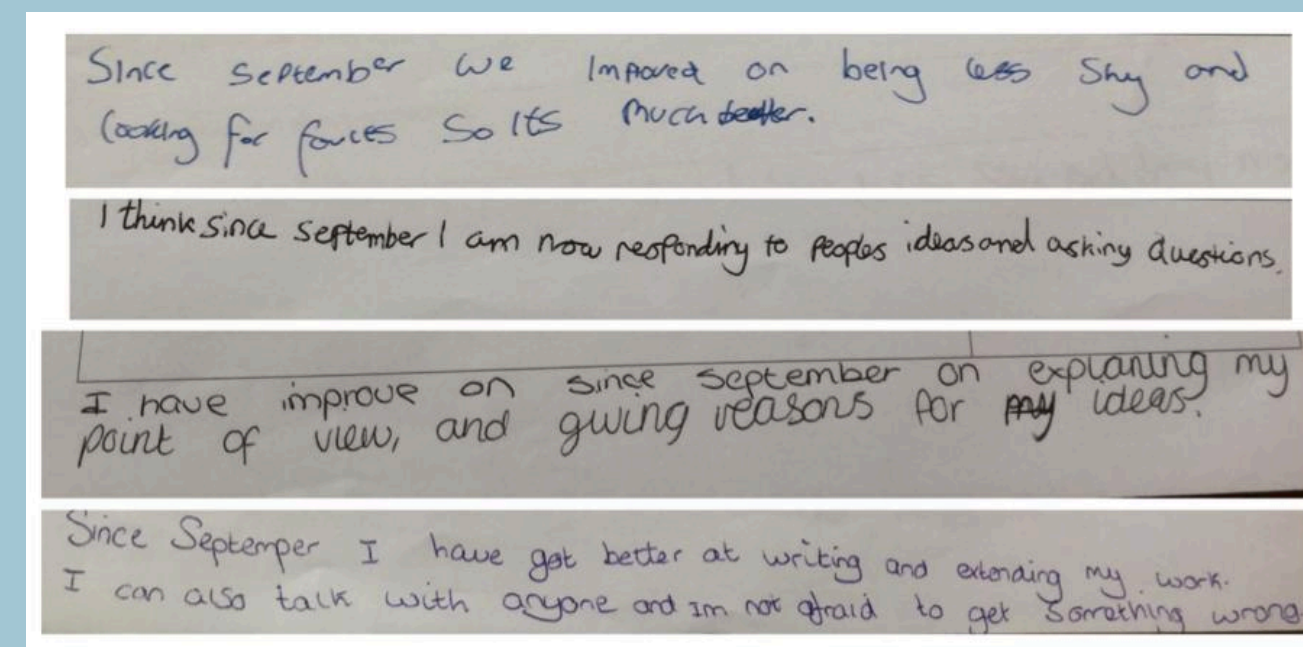 Since September we Impoved on being less Shy and
looking for fouces So Its much better.
I think since September I am now responding to Peoples ideas and asking Questions.
I have improve on since September on explaning my
point of view, and giving reasons for my ideas.
Since Septemper I have got better at writing and extending my work.
I can also talk with anyone and Im not afraid to get Something wrong.